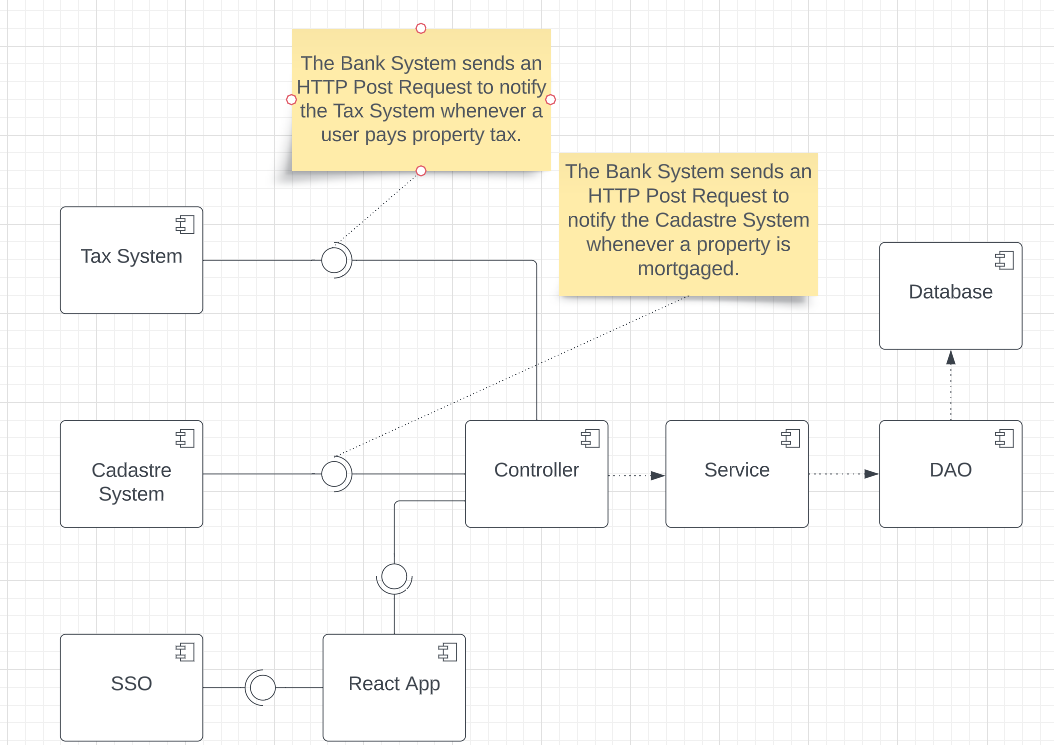 The Bank System sends an
HTTP Post Request to notify
the Tax System whenever a
user pays property tax.
The Bank System sends an
HTTP Post Request to
notify the Cadastre System
whenever a property is
mortgaged.
Tax System
Database
Cadastre
System
Controller
Service
DAO
SSO
React App